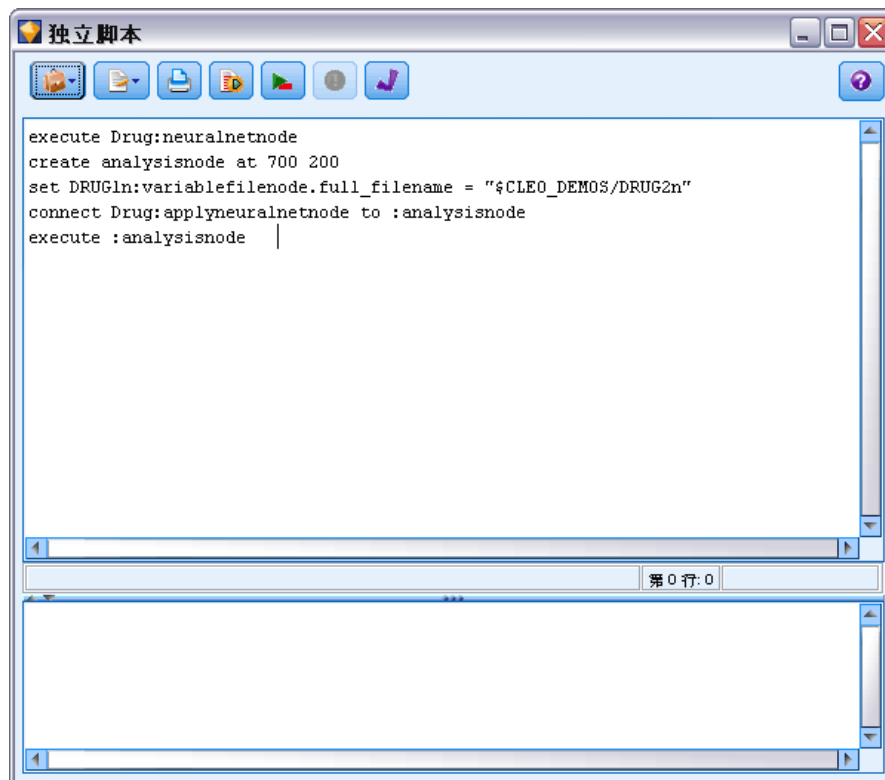 独立脚本
execute Drug:neuralnetnode
create analysisnode at 700 200
set DRUG1n:variablefilenode.full_filename = "$CLEO_DEMOS/DRUG2n"
connect Drug:applyneuralnetnode to :analysisnode
execute :analysisnode
第 0 行: 0